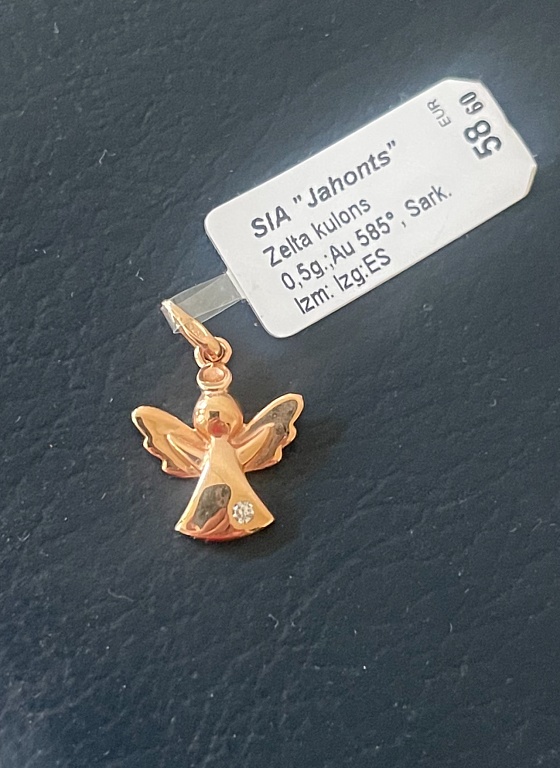 SIA "Jahonts"
Zelta kulons
0,5g.;Au 585° , Sark.
Izm: Izg:ES
EUR
58 60